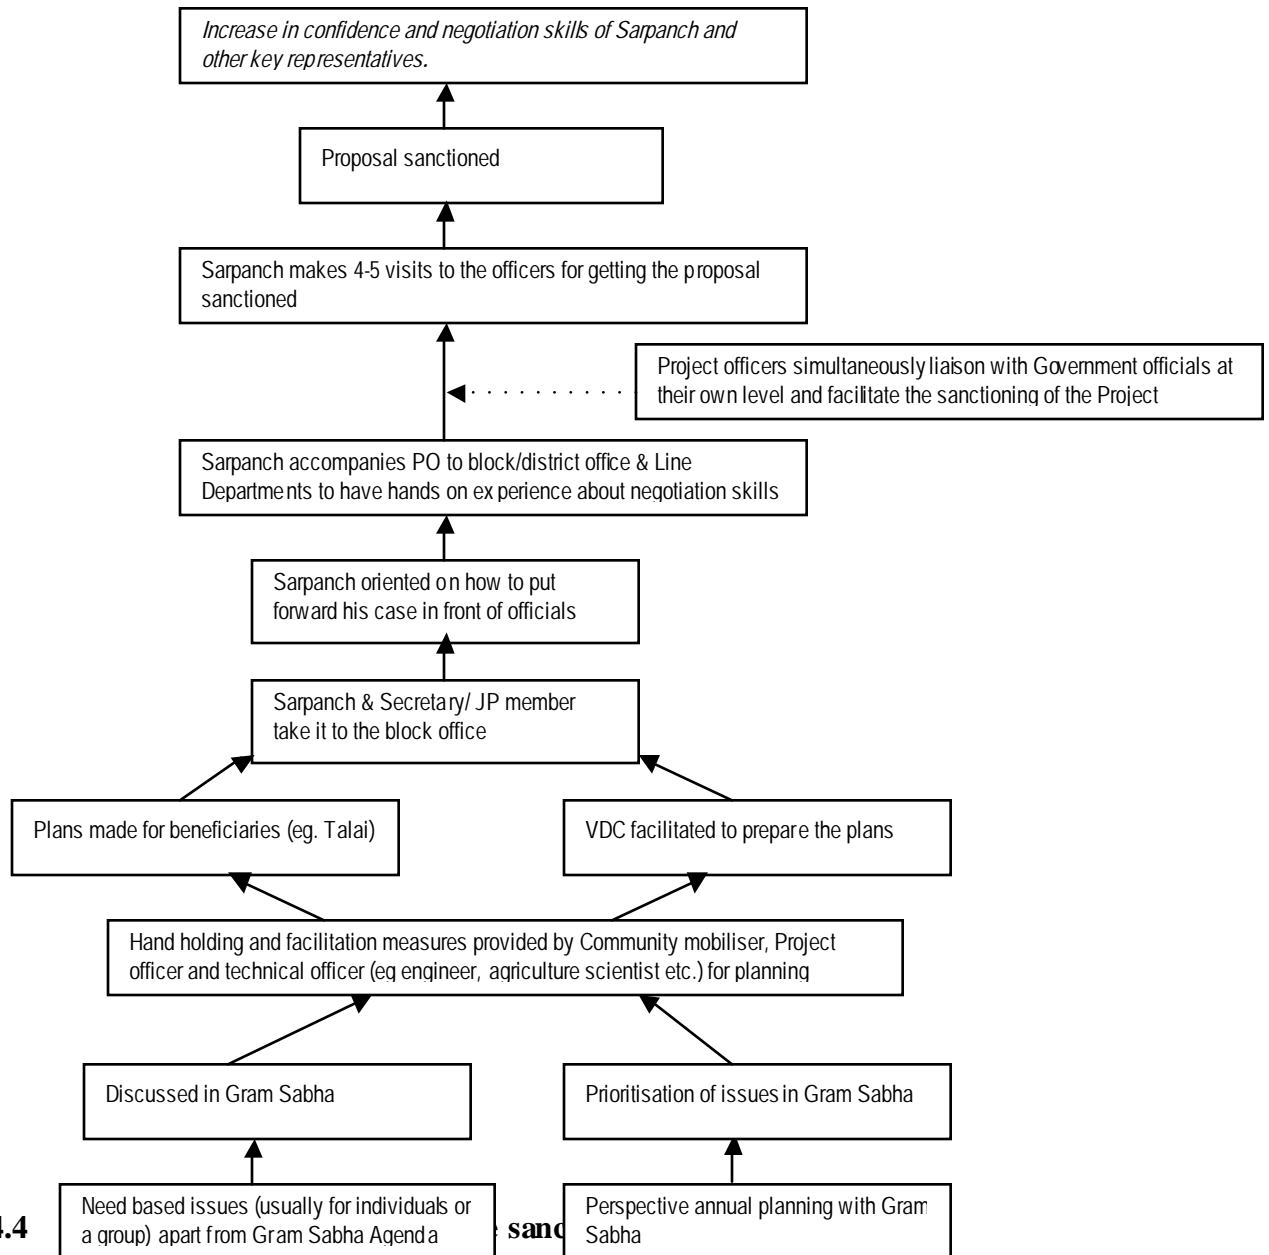 Increase in confidence and negotiation skills of Sarpanch and
other key representatives.
Proposal sanctioned
Sarpanch makes 4-5 visits to the officers for getting the proposal
sanctioned
Project officers simultaneously liaison with Government officials at
their own level and facilitate the sanctioning of the Project
Sarpanch accompanies PO to block/district office & Line
Departments to have hands on experience about negotiation skills
Sarpanch oriented on how to put
forward his case in front of officials
Sarpanch & Secretary/ JP member
take it to the block office
Plans made for beneficiaries (eg. Talai)
VDC facilitated to prepare the plans
Hand holding and facilitation measures provided by Community mobiliser, Project
officer and technical officer (eg engineer, agriculture scientist etc.) for planning
Discussed in Gram Sabha
Prioritisation of issues in Gram Sabha
Need based issues (usually for individuals or
a group) apart from Gram Sabha Agenda
Perspective annual planning with Gram
Sabha
4.4 sanc